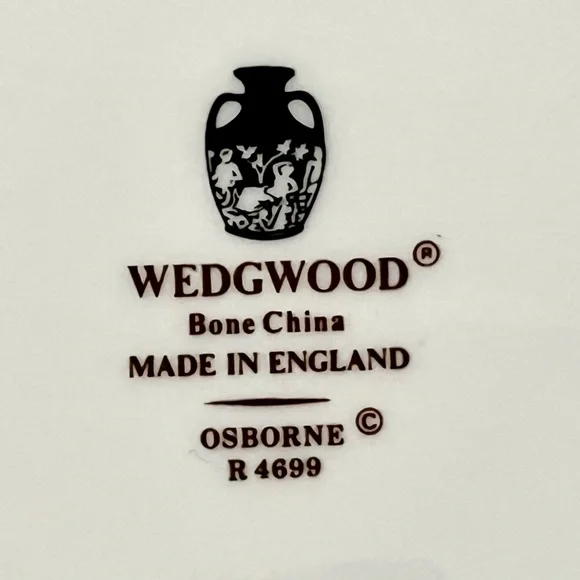 WEDGWOOD®
Bone China
MADE IN ENGLAND
OSBORNE ©
R 4699